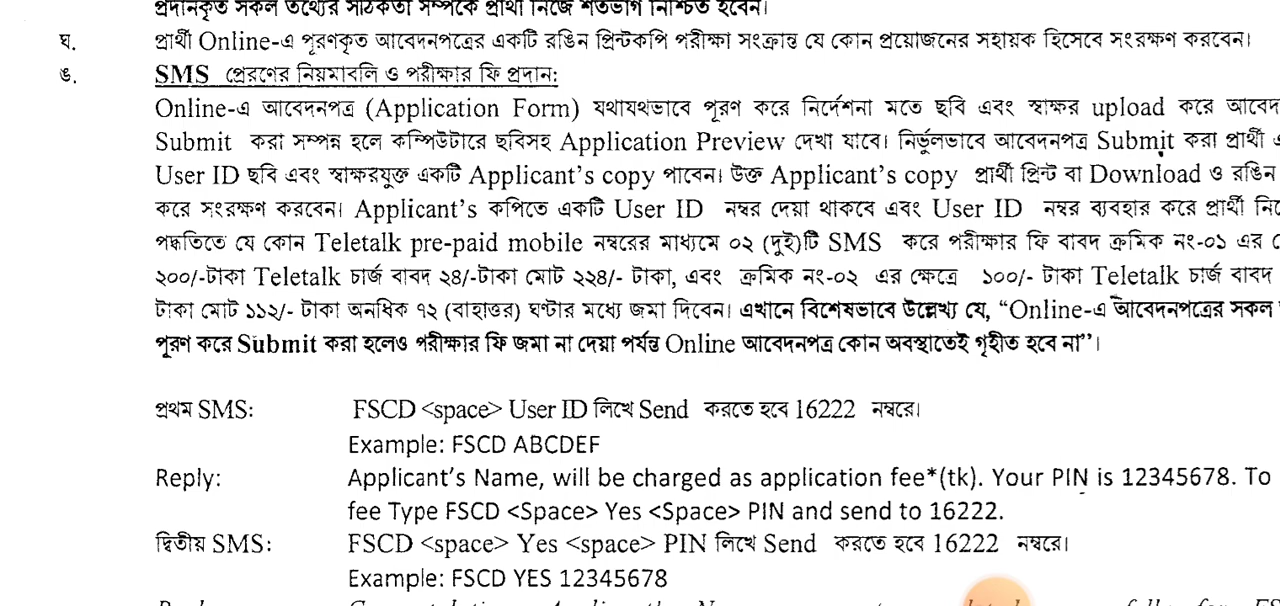 প্রদানকৃত সকল তথ্যের সঠিকতা সম্পর্কে প্রার্থী নিজে শতভাগ নিশ্চিত হবেন।
ঘ. প্রার্থী Online-এ পূরণকৃত আবেদনপত্রের একটি রঙিন প্রিন্টকপি পরীক্ষা সংক্রান্ত যে কোন প্রয়োজনের সহায়ক হিসেবে সংরক্ষণ করবেন।
ঙ. SMS প্রেরণের নিয়মাবলি ও পরীক্ষার ফি প্রদান:
Online-এ আবেদনপত্র (Application Form) যথাযথভাবে পূরণ করে নির্দেশনা মতে ছবি এবং স্বাক্ষর upload করে আবেদ
Submit করা সম্পন্ন হলে কম্পিউটারে ছবিসহ Application Preview দেখা যাবে। নির্ভুলভাবে আবেদনপত্র Submit করা প্রার্থী
User ID ছবি এবং স্বাক্ষরযুক্ত একটি Applicant's copy পাবেন। উক্ত Applicant's copy প্রার্থী প্রিন্ট বা Download ও রঙিন
করে সংরক্ষণ করবেন। Applicant's কপিতে একটি User ID নম্বর দেয়া থাকবে এবং User ID নম্বর ব্যবহার করে প্রার্থী
পদ্ধতিতে যে কোন Teletalk pre-paid mobile নম্বরের মাধ্যমে ০২ (দুই)টি SMS করে পরীক্ষার ফি বাবদ ক্রমিক নং-০১ এর
২০০/-টাকা Teletalk চার্জ বাবদ ২৪/-টাকা মোট ২২৪/- টাকা, এবং ক্রমিক নং-০২ এর ক্ষেত্রে ১০০/- টাকা Teletalk চার্জ বাবদ
টাকা মোট ১১২/- টাকা অনধিক ৭২ (বাহাত্তর) ঘণ্টার মধ্যে জমা দিবেন। এখানে বিশেষভাবে উল্লেখ্য যে, “Online-এ আবেদনপত্রের সকল
পূরণ করে Submit করা হলেও পরীক্ষার ফি জমা না দেয়া পর্যন্ত Online আবেদনপত্র কোন অবস্থাতেই গৃহীত হবে না”।
প্রথম SMS: FSCD <space> User ID লিখে Send করতে হবে 16222 নম্বরে।
Example: FSCD ABCDEF
Reply: Applicant's Name, will be charged as application fee*(tk). Your PIN is 12345678. To
fee Type FSCD <Space> Yes <Space> PIN and send to 16222.
দ্বিতীয় SMS: FSCD <space> Yes <space> PIN লিখে Send করতে হবে 16222 নম্বরে।
Example: FSCD YES 12345678